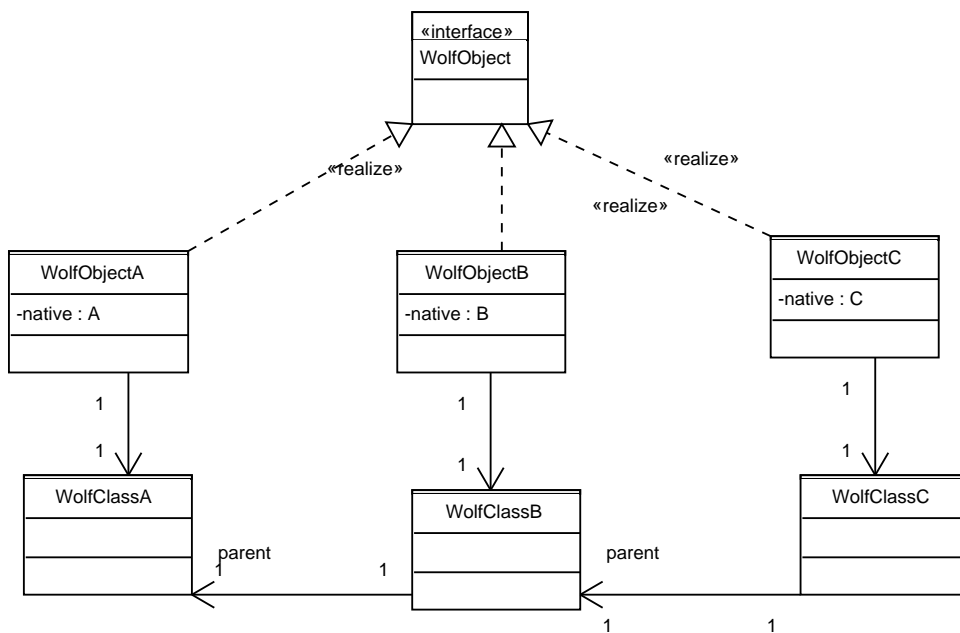 «interface»
WolfObject
«realize»
«realize»
«realize»
WolfObjectA
-native : A
WolfObjectB
-native : B
WolfObjectC
-native : C
1
1
1
1
1
1
WolfClassA
WolfClassB
WolfClassC
parent
1
1
parent
1
1